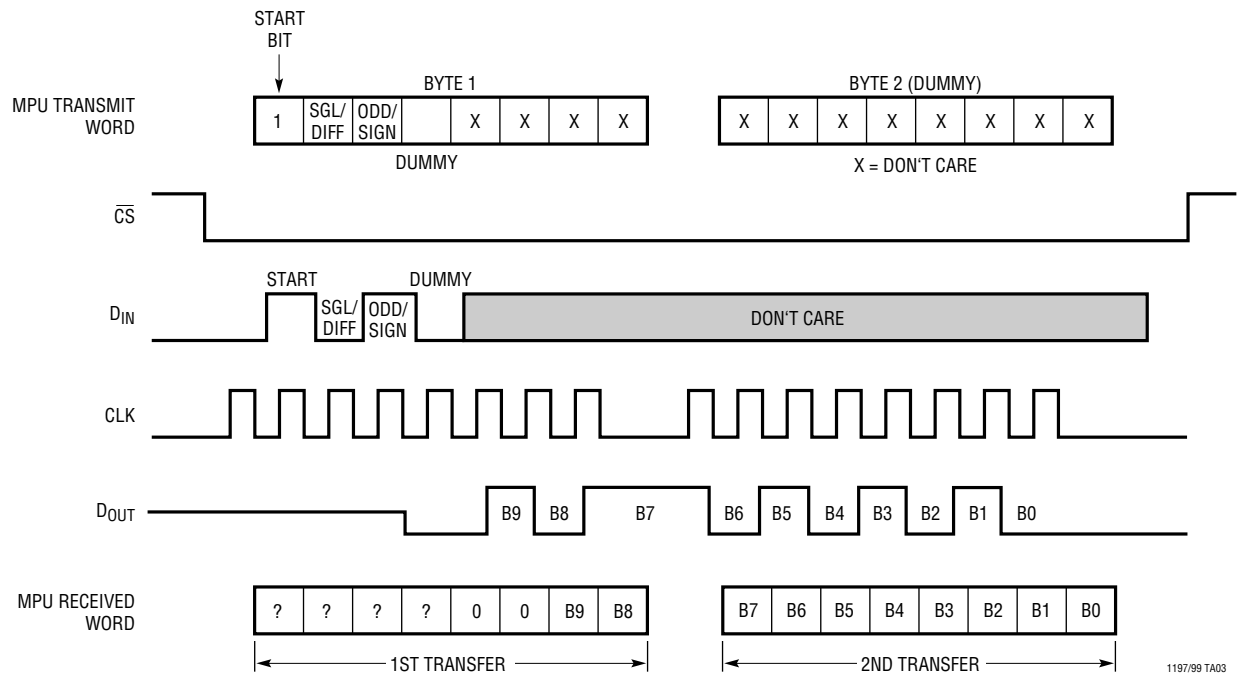 START
BIT
BYTE 1
BYTE 2 (DUMMY)
MPU TRANSMIT
WORD
1
SGL/
DIFF
ODD/
SIGN
X
X
X
X
X
X
X
X
X
X
X
X
DUMMY
X = DON'T CARE
CS
START
DUMMY
DIN
SGL/
DIFF
ODD/
SIGN
DON'T CARE
CLK
DOUT
B9
B8
B7
B6
B5
B4
B3
B2
B1
B0
MPU RECEIVED
WORD
?
?
?
?
0
0
B9
B8
B7
B6
B5
B4
B3
B2
B1
B0
1ST TRANSFER
2ND TRANSFER
1197/99 TA03